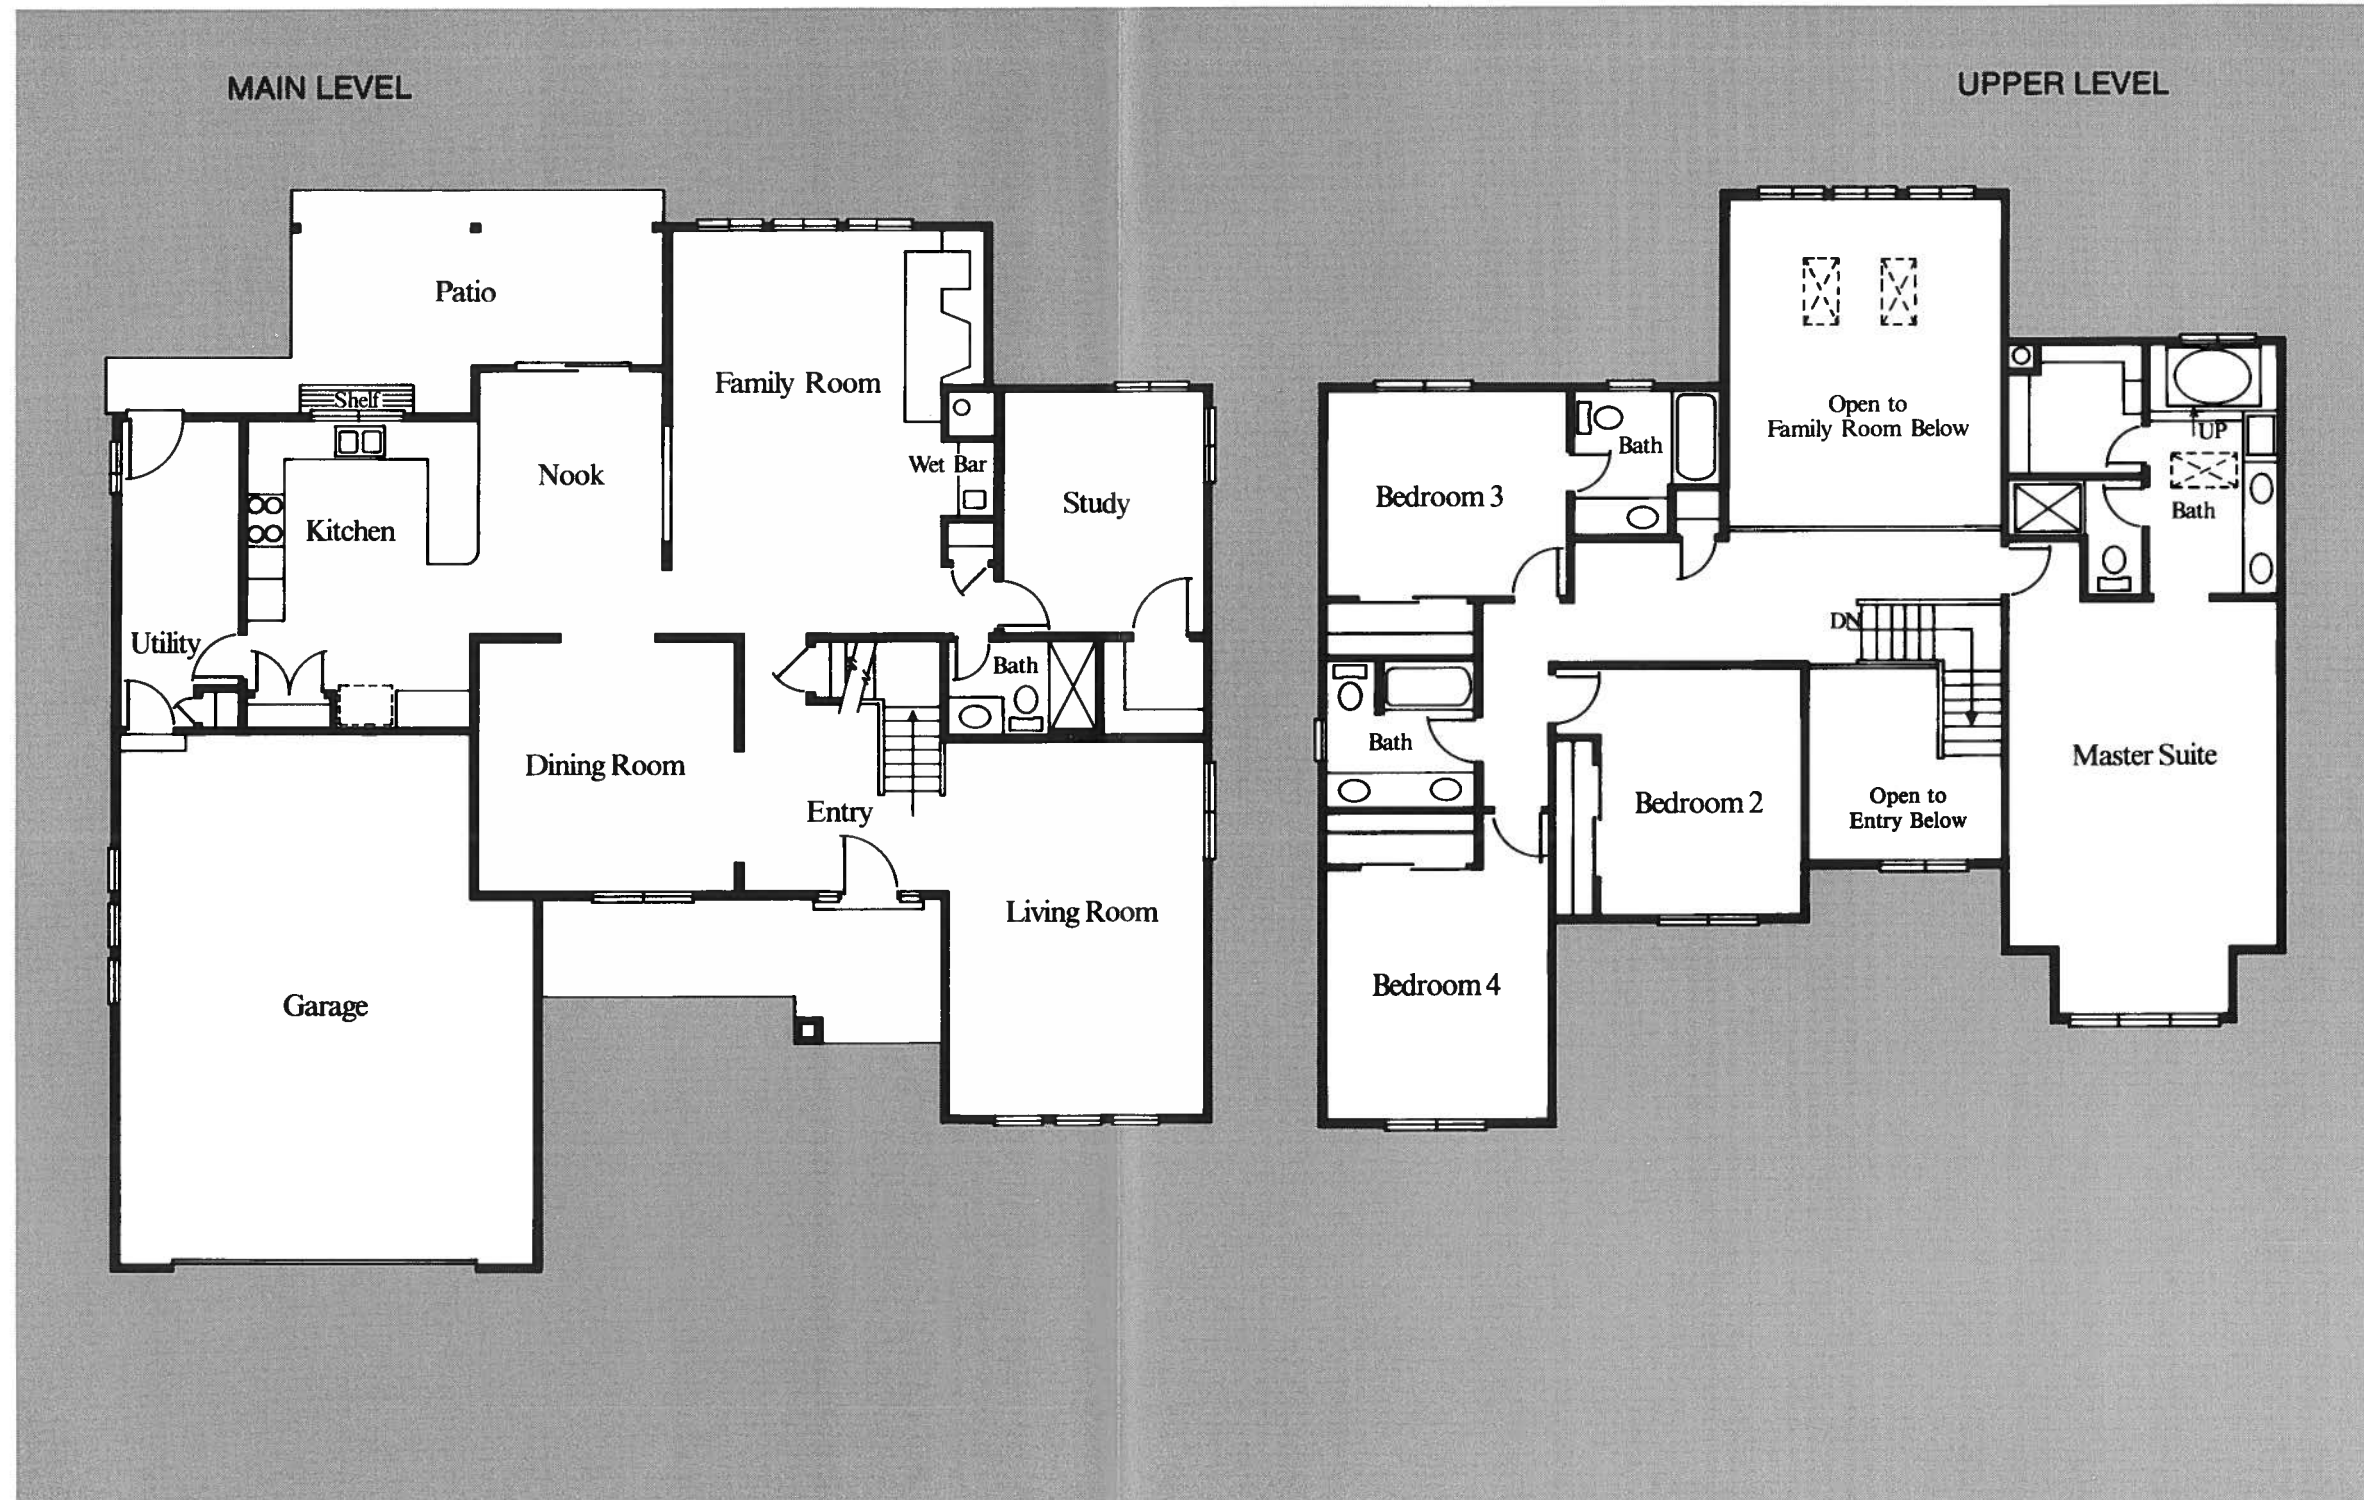 MAIN LEVEL
Patio
Shelf
Family Room
Nook
Wet Bar
Study
Kitchen
Utility
Bath
Dining Room
Entry
Living Room
Garage
UPPER LEVEL
Open to
Family Room Below
UP
Bath
Bath
Bedroom 3
DN
Bath
Master Suite
Bedroom 2
Open to
Entry Below
Bedroom 4